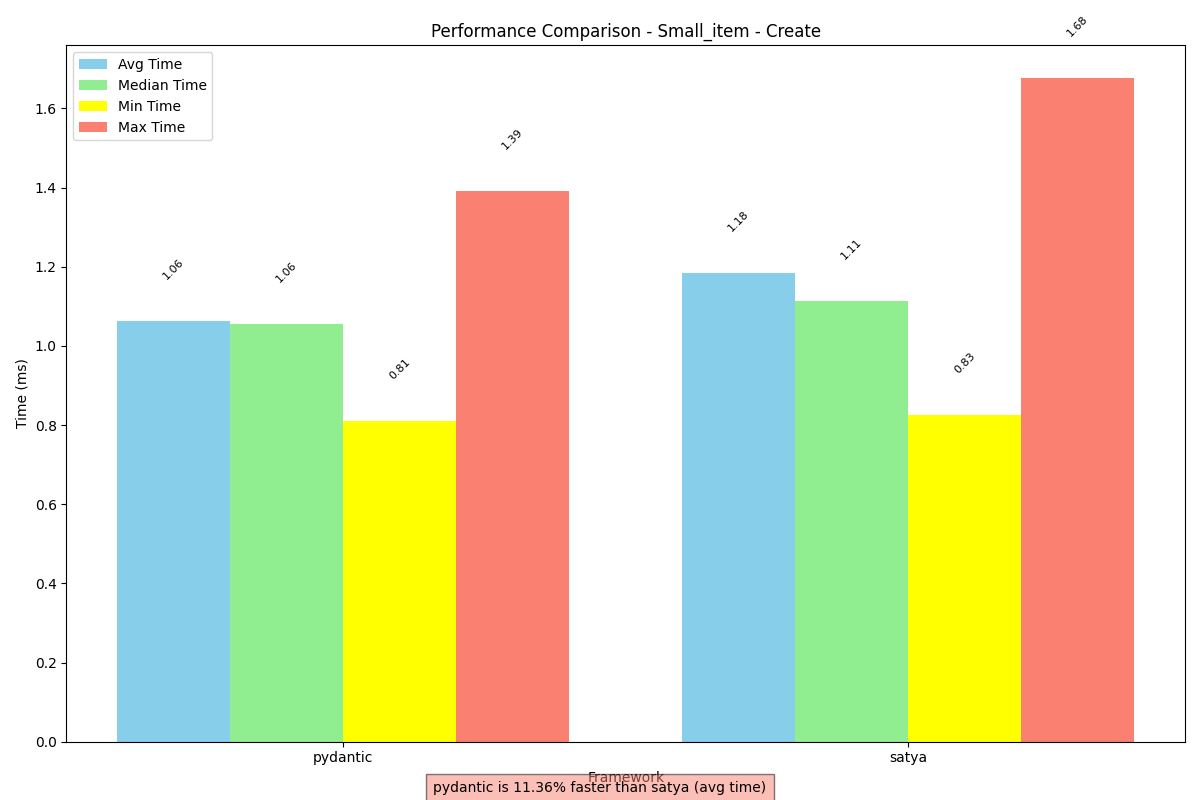 Performance Comparison - Small_item - Create
Avg Time
Median Time
Min Time
Max Time
1.06
1.06
0.81
1.39
1.18
1.11
0.83
1.68
Time (ms)
1.6
1.4
1.2
1.0
0.8
0.6
0.4
0.2
0.0
pydantic
satya
Framework
pydantic is 11.36% faster than satya (avg time)